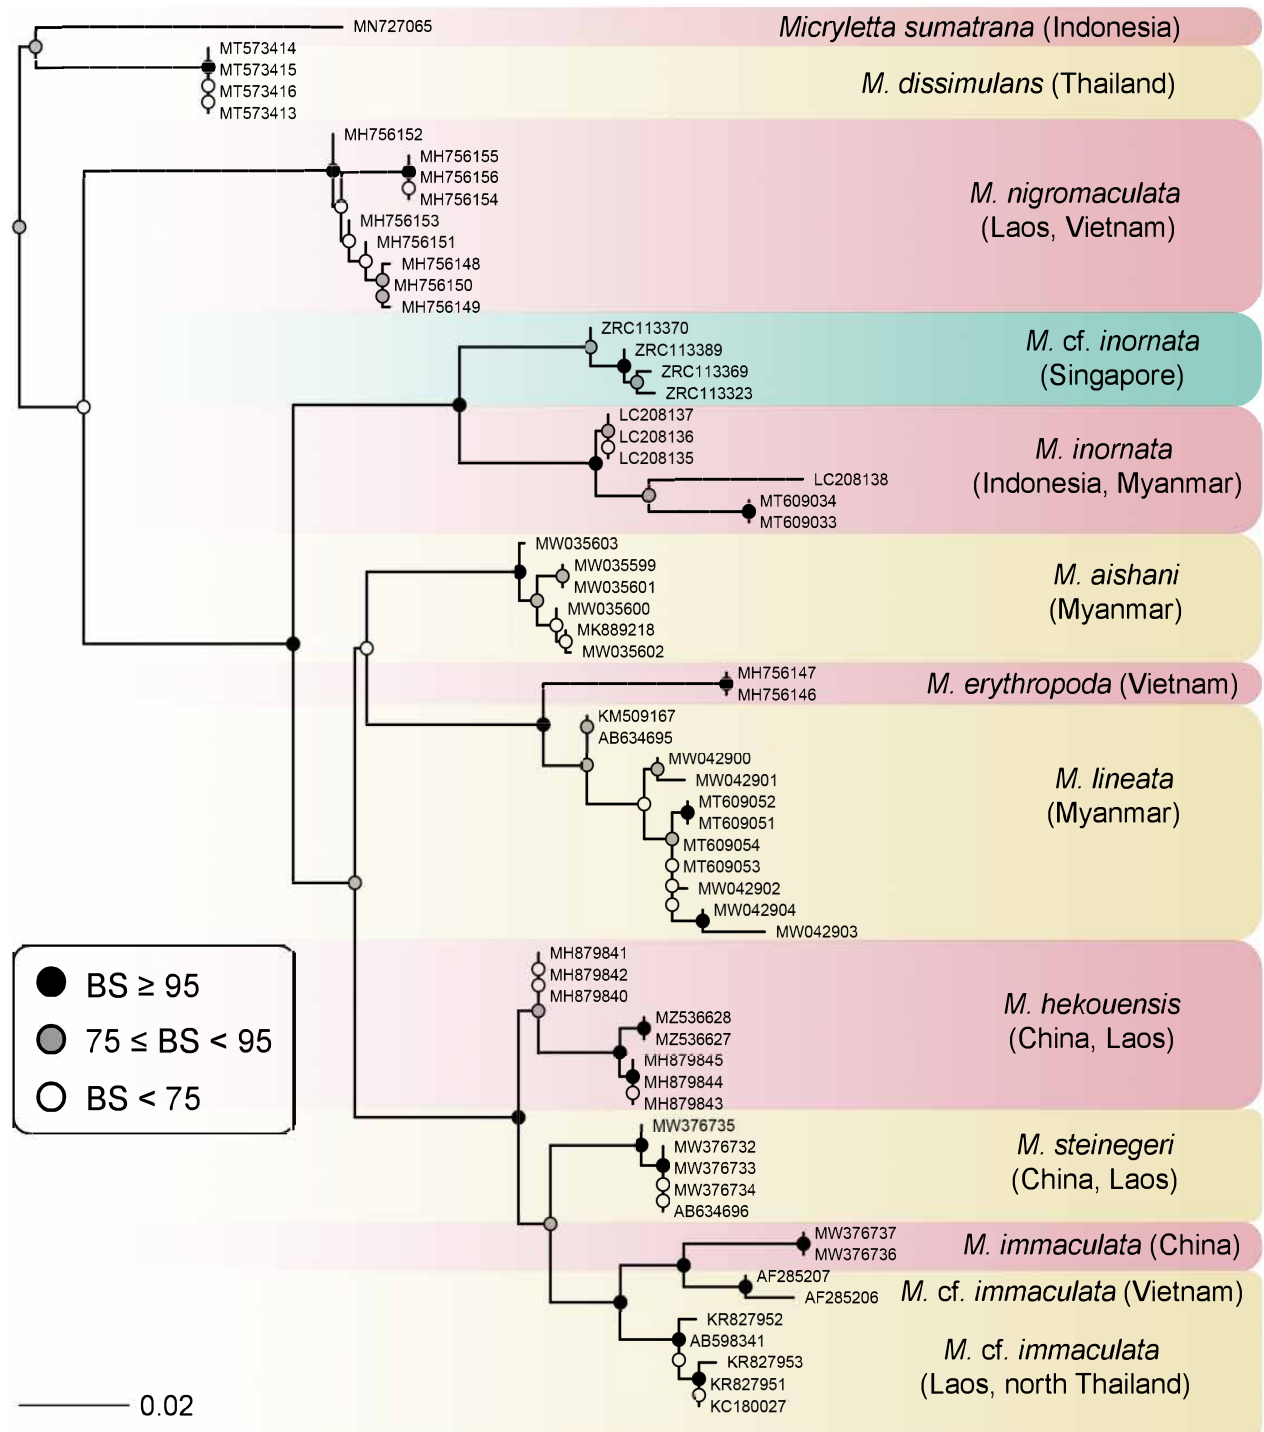 MN727065
Micryletta sumatrana (Indonesia)
MT573414
MT573415
MT573416
MT573413
M. dissimulans (Thailand)
MH756152
MH756155
MH756156
MH756154
MH756153
MH756151
MH756148
MH756150
MH756149
M. nigromaculata
(Laos, Vietnam)
ZRC113370
ZRC113389
ZRC113369
ZRC113323
M. cf. inornata
(Singapore)
LC208137
LC208136
LC208135
LC208138
MT609034
MT609033
M. inornata
(Indonesia, Myanmar)
MW035603
MW035599
MW035601
MW035600
MK889218
MW035602
M. aishani
(Myanmar)
MH756147
MH756146
M. erythropoda (Vietnam)
KM509167
AB634695
MW042900
MW042901
MT609052
MT609051
MT609054
MT609053
MW042902
MW042904
MW042903
M. lineata
(Myanmar)
MH879841
MH879842
MH879840
MZ536628
MZ536627
MH879845
MH879844
MH879843
M. hekouensis
(China, Laos)
MW376735
MW376732
MW376733
MW376734
AB634696
M. steinegeri
(China, Laos)
MW376737
MW376736
M. immaculata (China)
AF285207
AF285206
M. cf. immaculata (Vietnam)
KR827952
AB598341
KR827953
KR827951
KC180027
M. cf. immaculata
(Laos, north Thailand)
BS ≥ 95
75 ≤ BS < 95
BS < 75
0.02